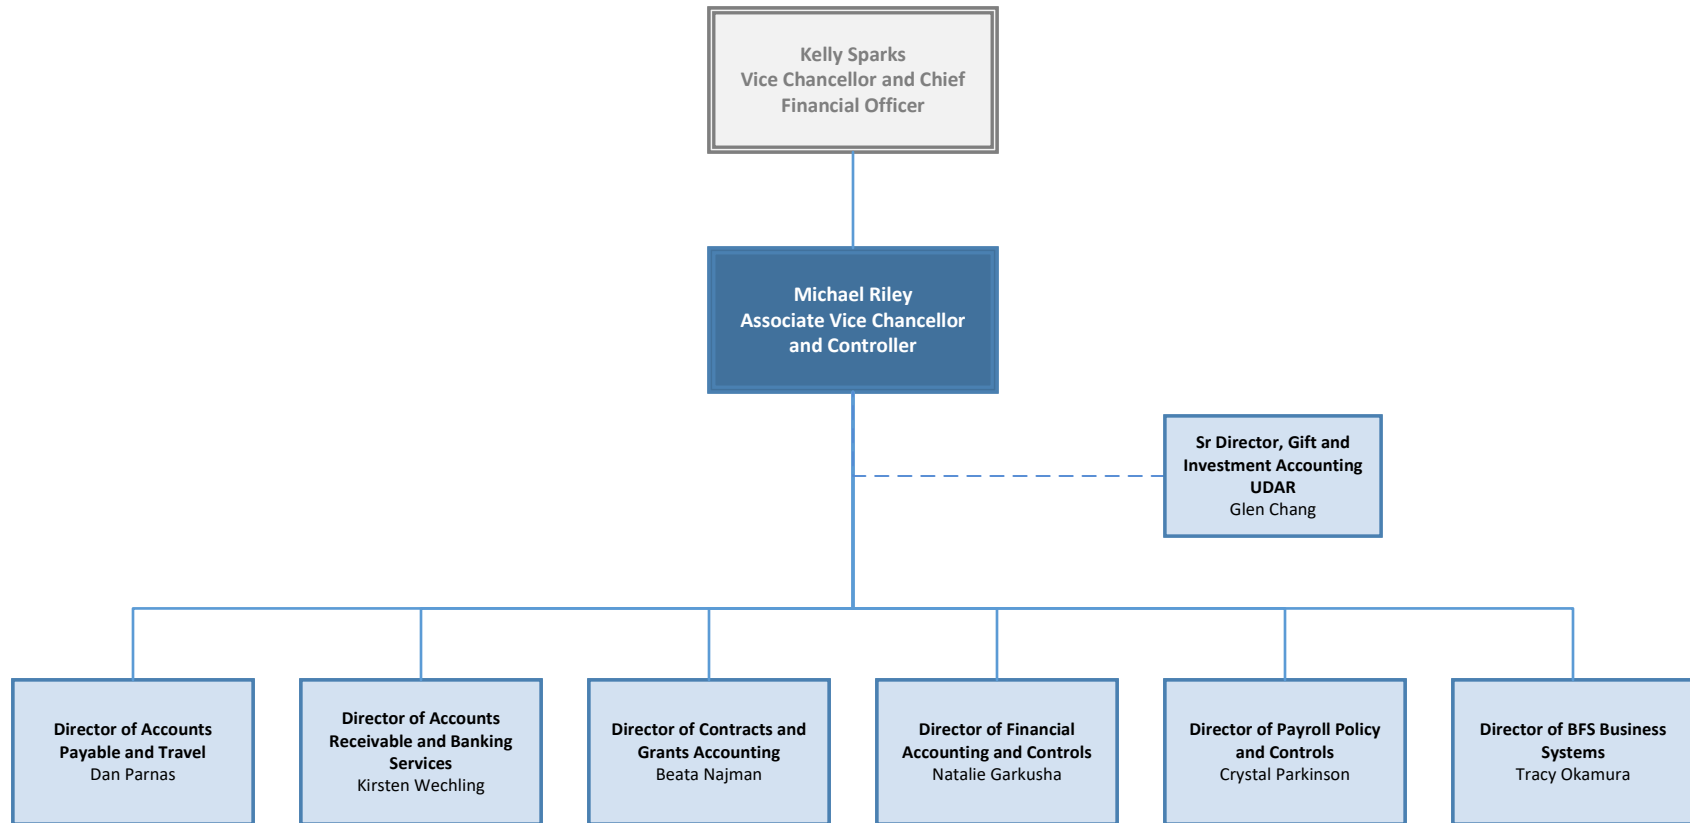 Kelly Sparks
Vice Chancellor and Chief
Financial Officer
Michael Riley
Associate Vice Chancellor
and Controller
Sr Director, Gift and
Investment Accounting
UDAR
Glen Chang
Director of Accounts
Payable and Travel
Dan Parnas
Director of Accounts
Receivable and Banking
Services
Kirsten Wechling
Director of Contracts and
Grants Accounting
Beata Najman
Director of Financial
Accounting and Controls
Natalie Garkusha
Director of Payroll Policy
and Controls
Crystal Parkinson
Director of BFS Business
Systems
Tracy Okamura